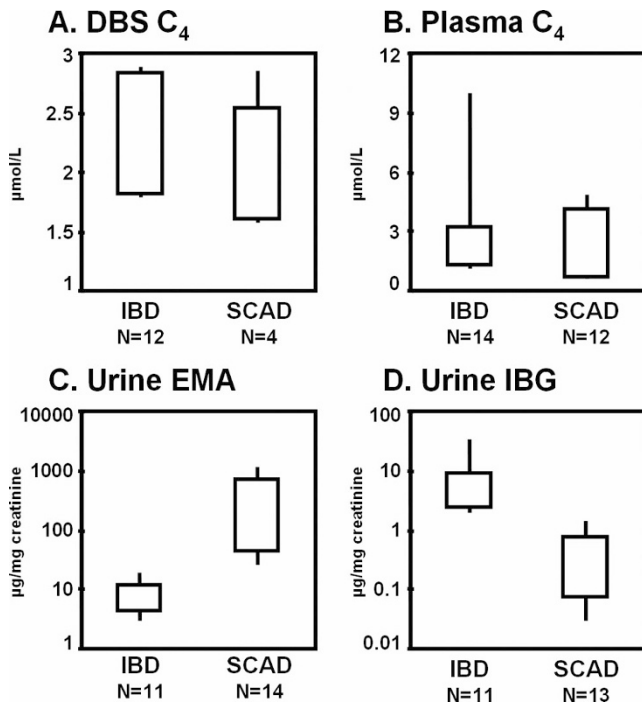 A. DBS C₄
3
2.5
2
1.5
1
µmol/L
IBD
N=12
SCAD
N=4
B. Plasma C₄
12
9
6
3
0
µmol/L
IBD
N=14
SCAD
N=12
C. Urine EMA
10000
1000
100
10
1
µg/mg creatinine
IBD
N=11
SCAD
N=14
D. Urine IBG
100
10
1
0.1
0.01
µg/mg creatinine
IBD
N=11
SCAD
N=13